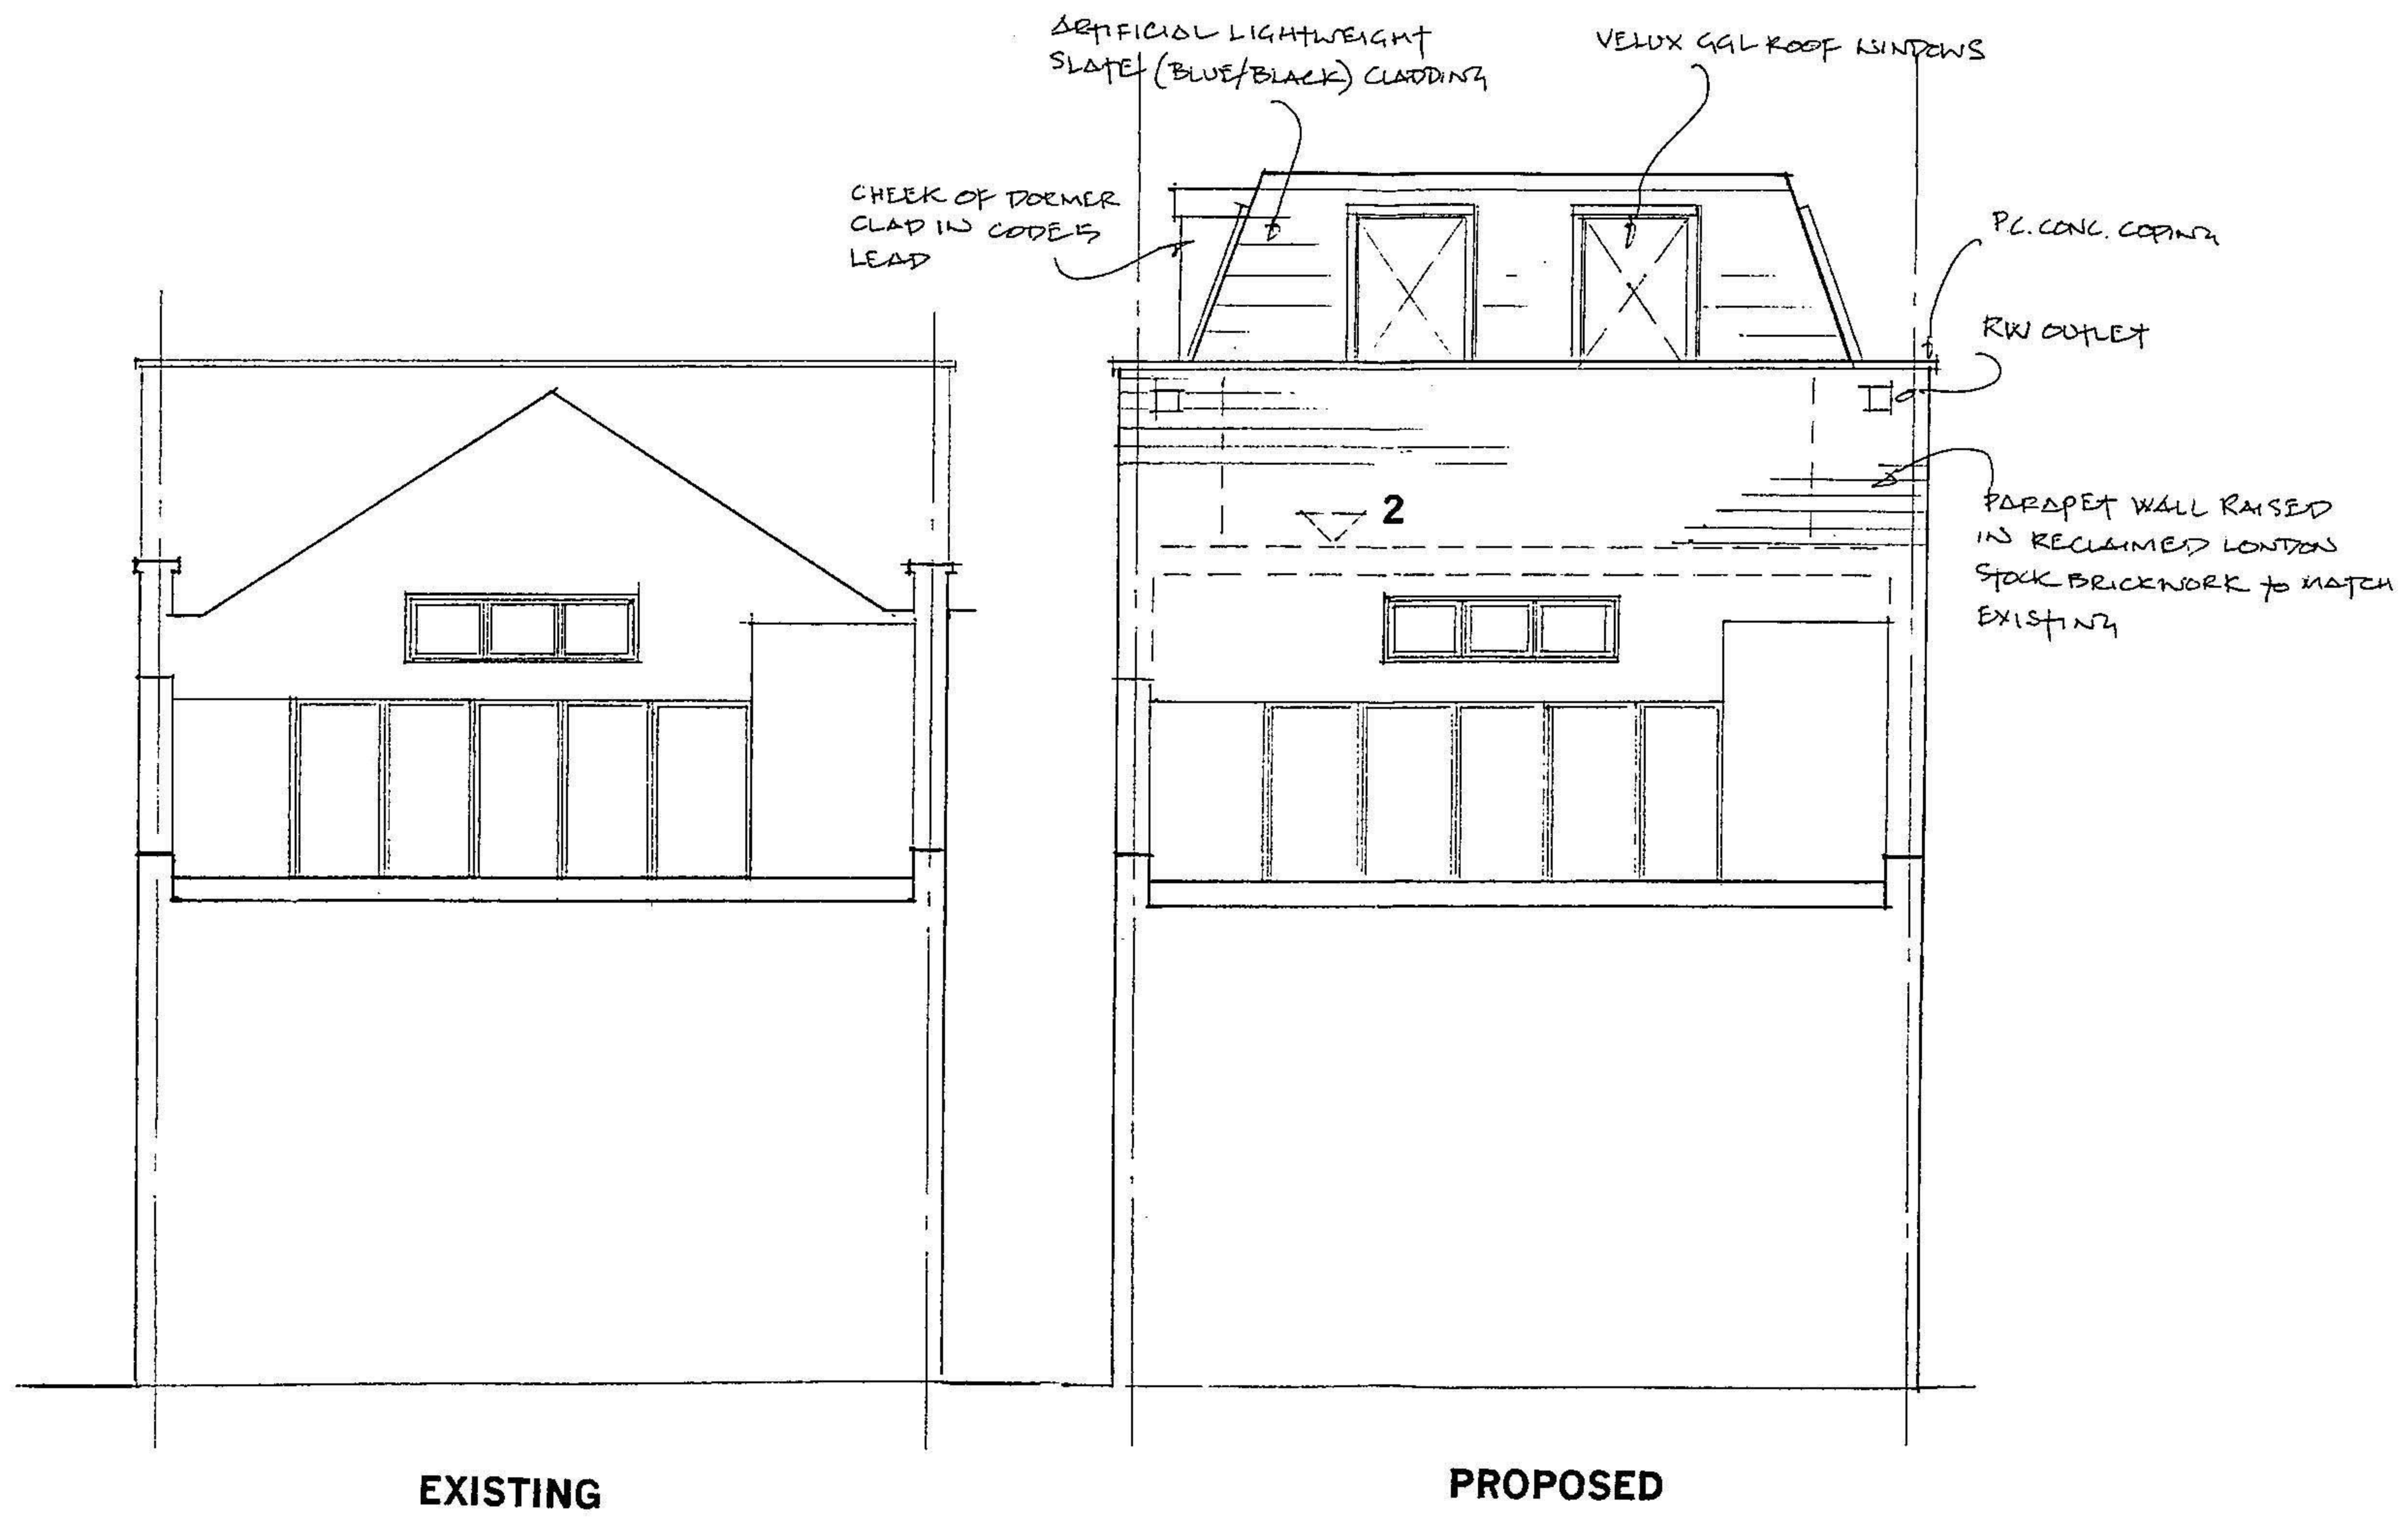 ARTIFICIAL LIGHTWEIGHT
SLATE (BLUE/BLACK) CLADDING
VELUX GGL ROOF WINDOWS
CHEEK OF DORMER
CLAD IN CODE 5
LEAD
PC. CONC. COPING
RW OUTLET
2
PARAPET WALL RAISED
IN RECLAIMED LONDON
STOCK BRICKWORK TO MATCH
EXISTING
EXISTING
PROPOSED